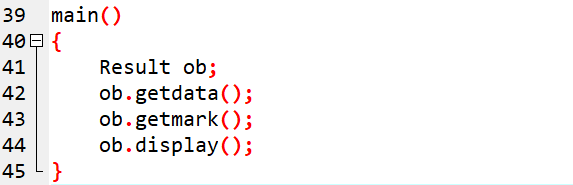 39 main()
40 {
41 Result ob;
42 ob.getdata();
43 ob.getmark();
44 ob.display();
45 }